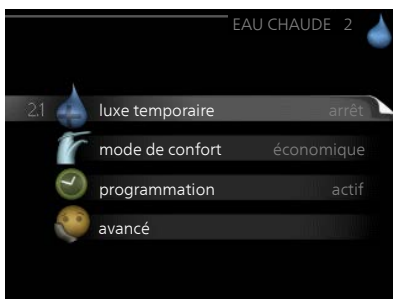 EAU CHAUDE 2
2.1 luxe temporaire arrêt
mode de confort économique
programmation actif
avancé